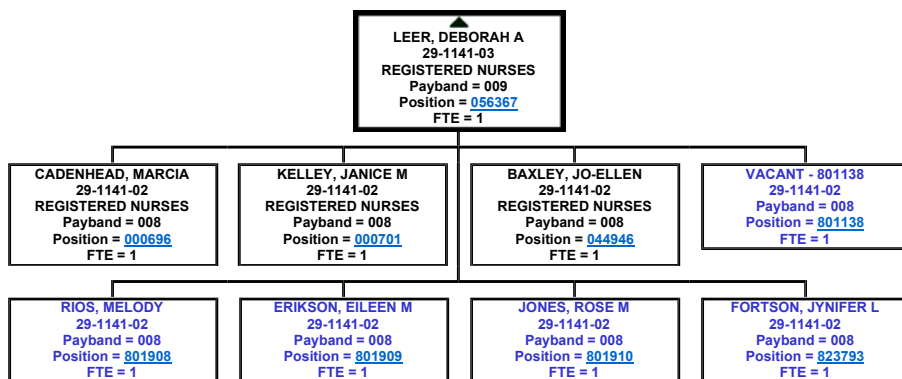 LEER, DEBORAH A
29-1141-03
REGISTERED NURSES
Payband = 009
Position = 056367
FTE = 1
CADENHEAD, MARCIA
29-1141-02
REGISTERED NURSES
Payband = 008
Position = 000696
FTE = 1
KELLEY, JANICE M
29-1141-02
REGISTERED NURSES
Payband = 008
Position = 000701
FTE = 1
BAXLEY, JO-ELLEN
29-1141-02
REGISTERED NURSES
Payband = 008
Position = 044946
FTE = 1
VACANT - 801138
29-1141-02
Payband = 008
Position = 801138
FTE = 1
RIOS, MELODY
29-1141-02
Payband = 008
Position = 801908
FTE = 1
ERIKSON, EILEEN M
29-1141-02
Payband = 008
Position = 801909
FTE = 1
JONES, ROSE M
29-1141-02
Payband = 008
Position = 801910
FTE = 1
FORTSON, JYNIFER L
29-1141-02
Payband = 008
Position = 823793
FTE = 1